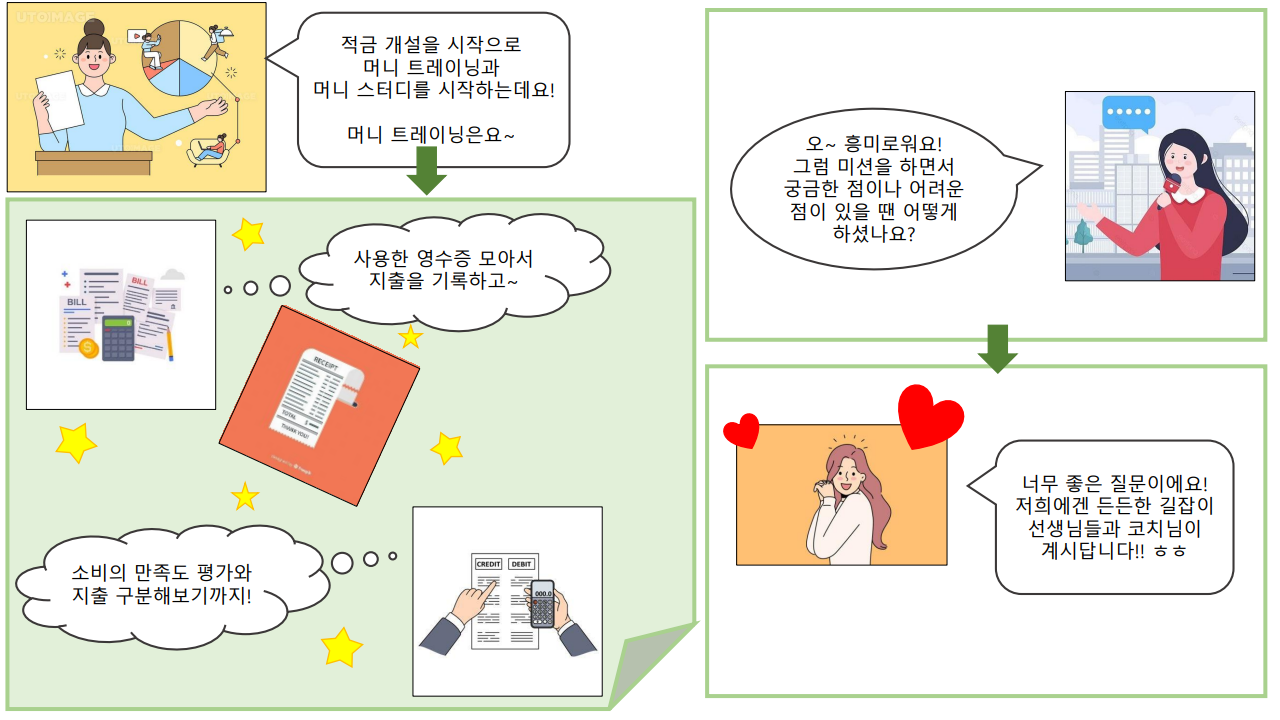 UTOIMAGE
적금 개설을 시작으로
머니 트레이닝과
머니 스터디를 시작하는데요!
머니 트레이닝은요~
사용한 영수증 모아서
지출을 기록하고~
BILL
BILL
RECEIPT
TOTAL
THANK YOU!
소비의 만족도 평가와
지출 구분해보기까지!
CREDIT
DEBIT
000.0
오~ 흥미로워요!
그럼 미션을 하면서
궁금한 점이나 어려운
점이 있을 땐 어떻게
하셨나요?
너무 좋은 질문이에요!
저희에겐 든든한 길잡이
선생님들과 코치님이
계시답니다!! ㅎㅎ